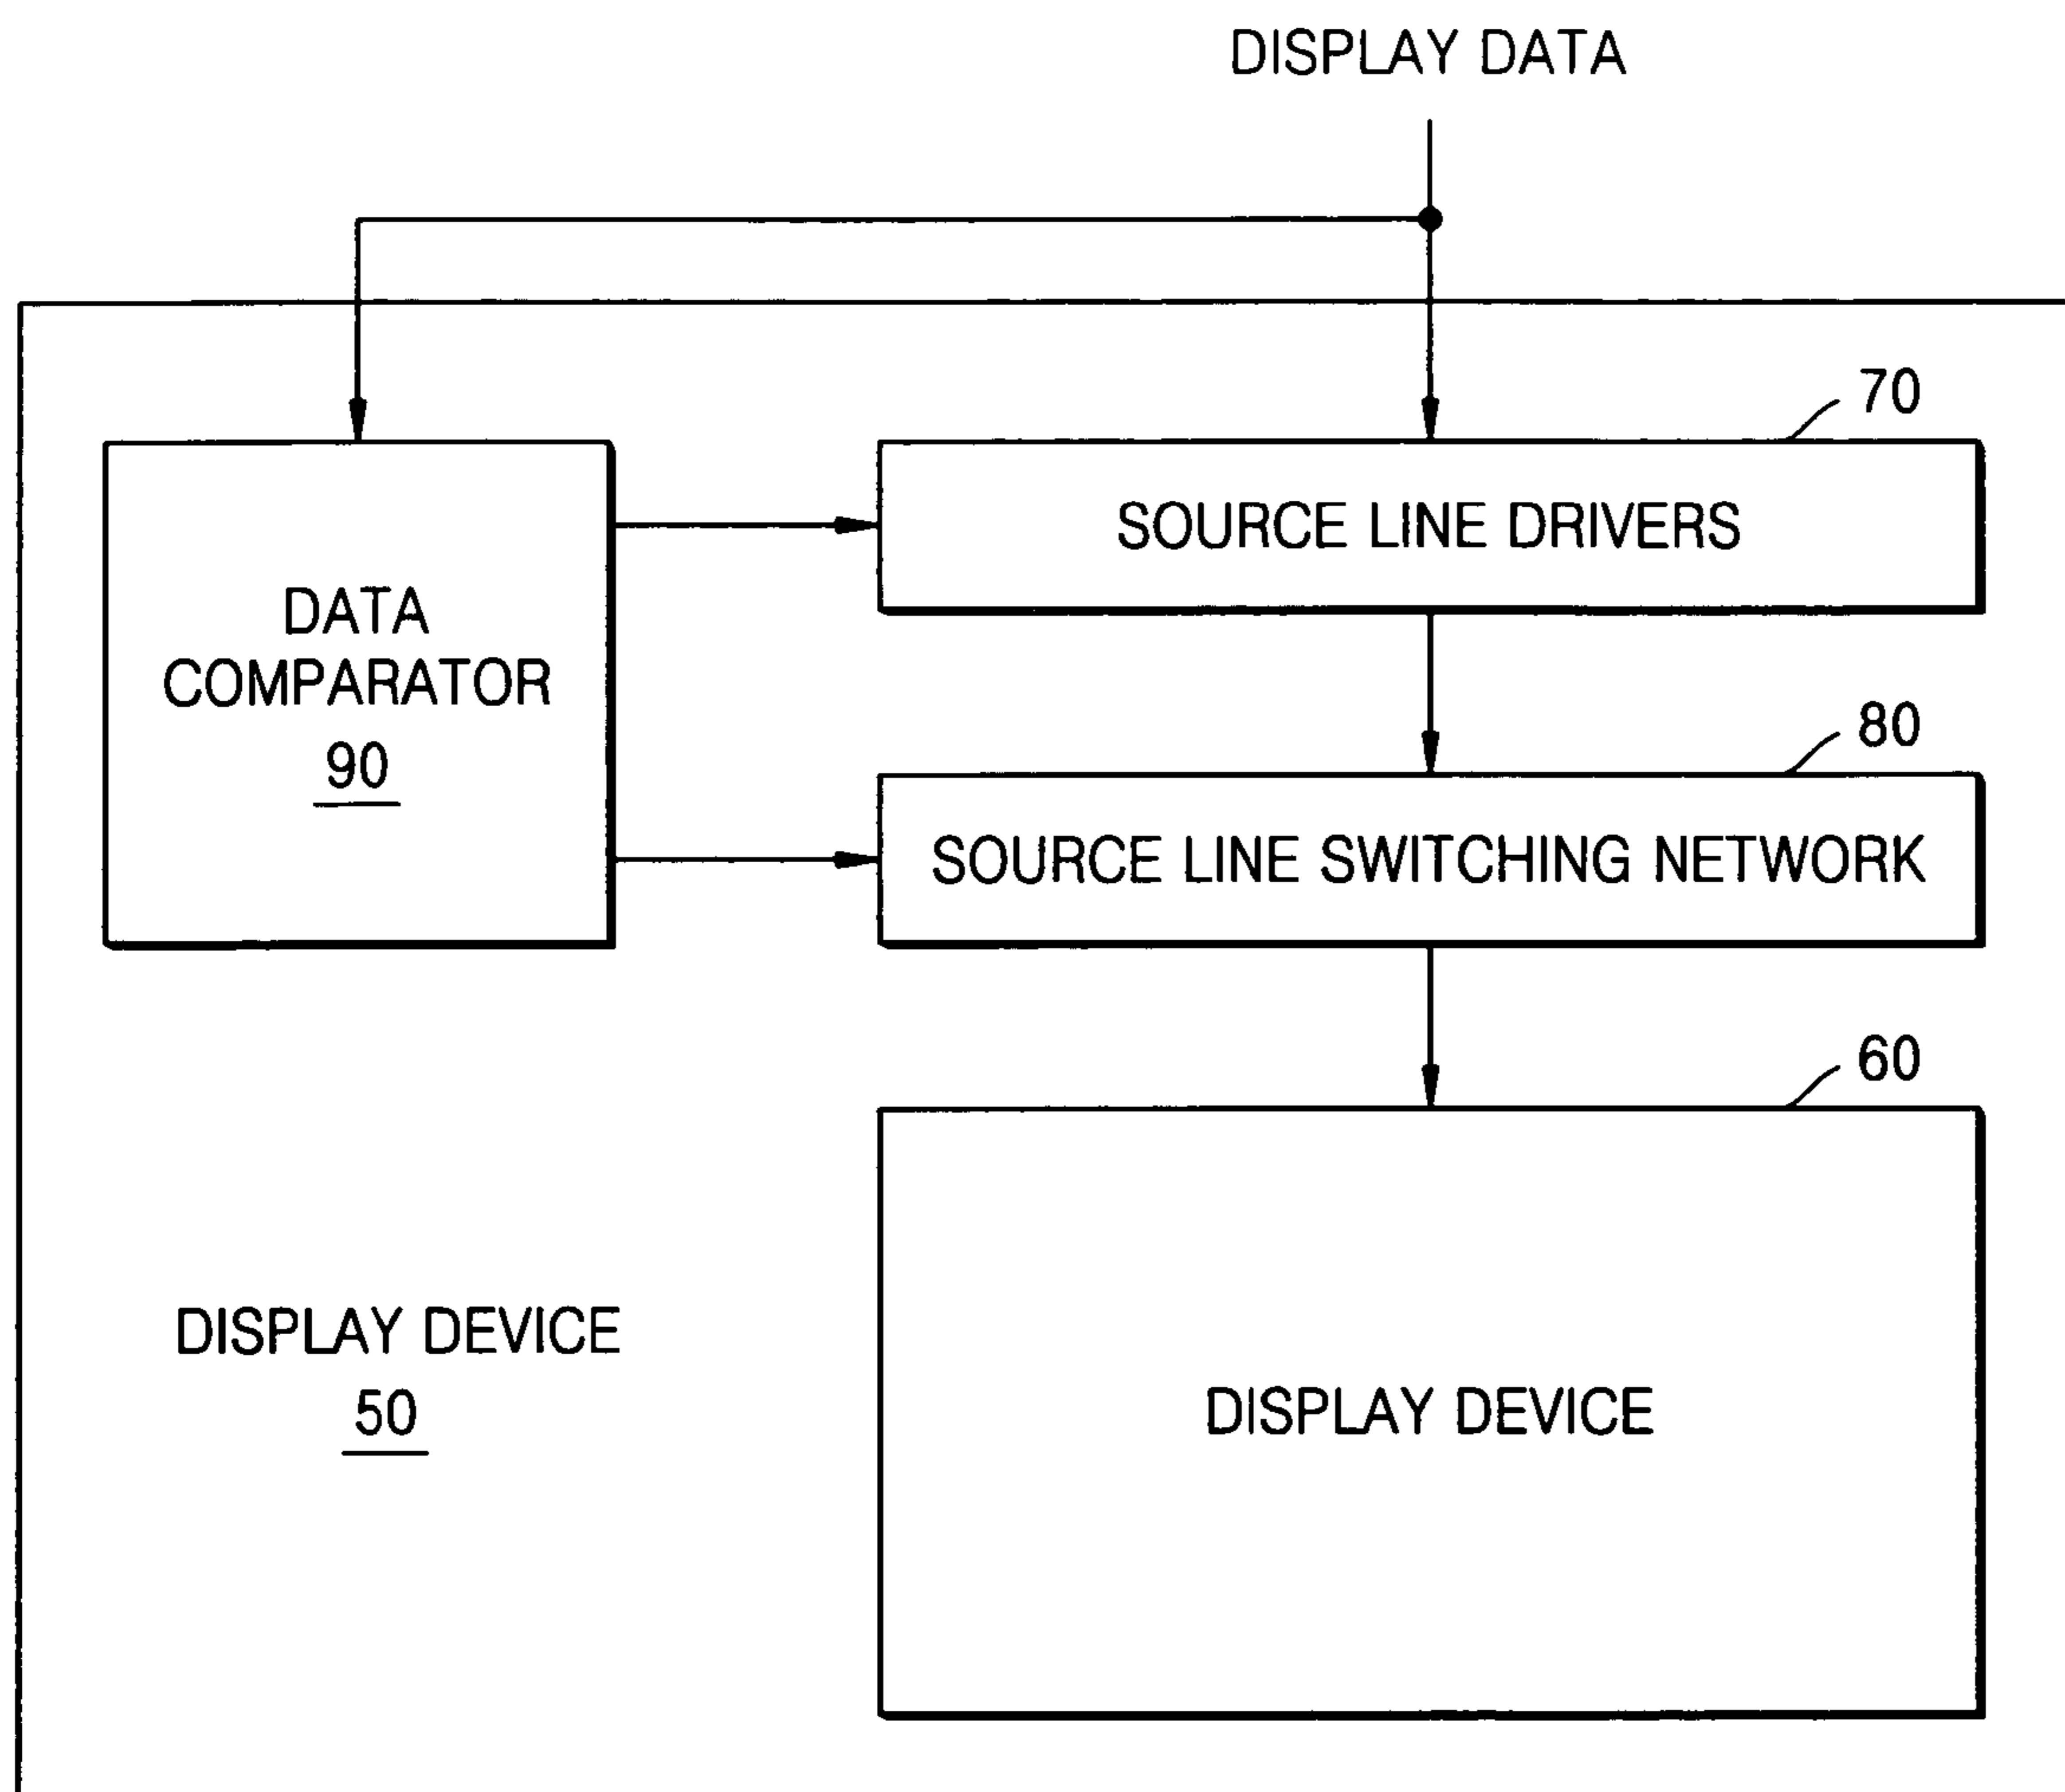 DISPLAY DATA
70
SOURCE LINE DRIVERS
DATA
COMPARATOR
90
80
SOURCE LINE SWITCHING NETWORK
60
DISPLAY DEVICE
50
DISPLAY DEVICE